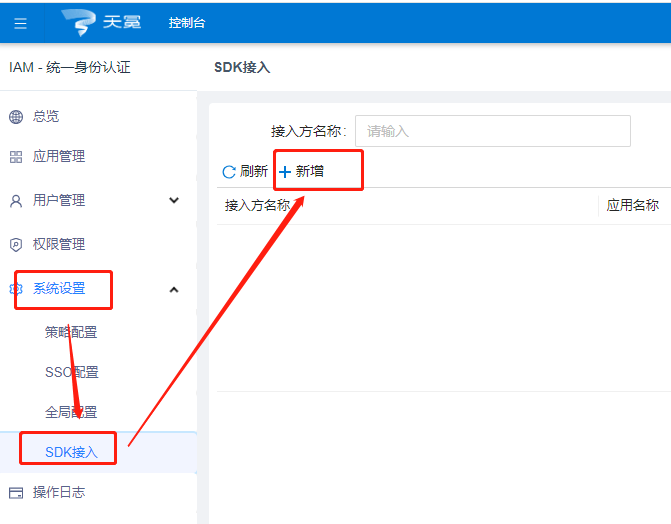 天冕 控制台
IAM - 统一身份认证
SDK接入
总览
应用管理
用户管理
权限管理
系统设置
策略配置
SSO配置
全局配置
SDK接入
操作日志
接入方名称: 请输入
刷新 新增
接入方名称 应用名称